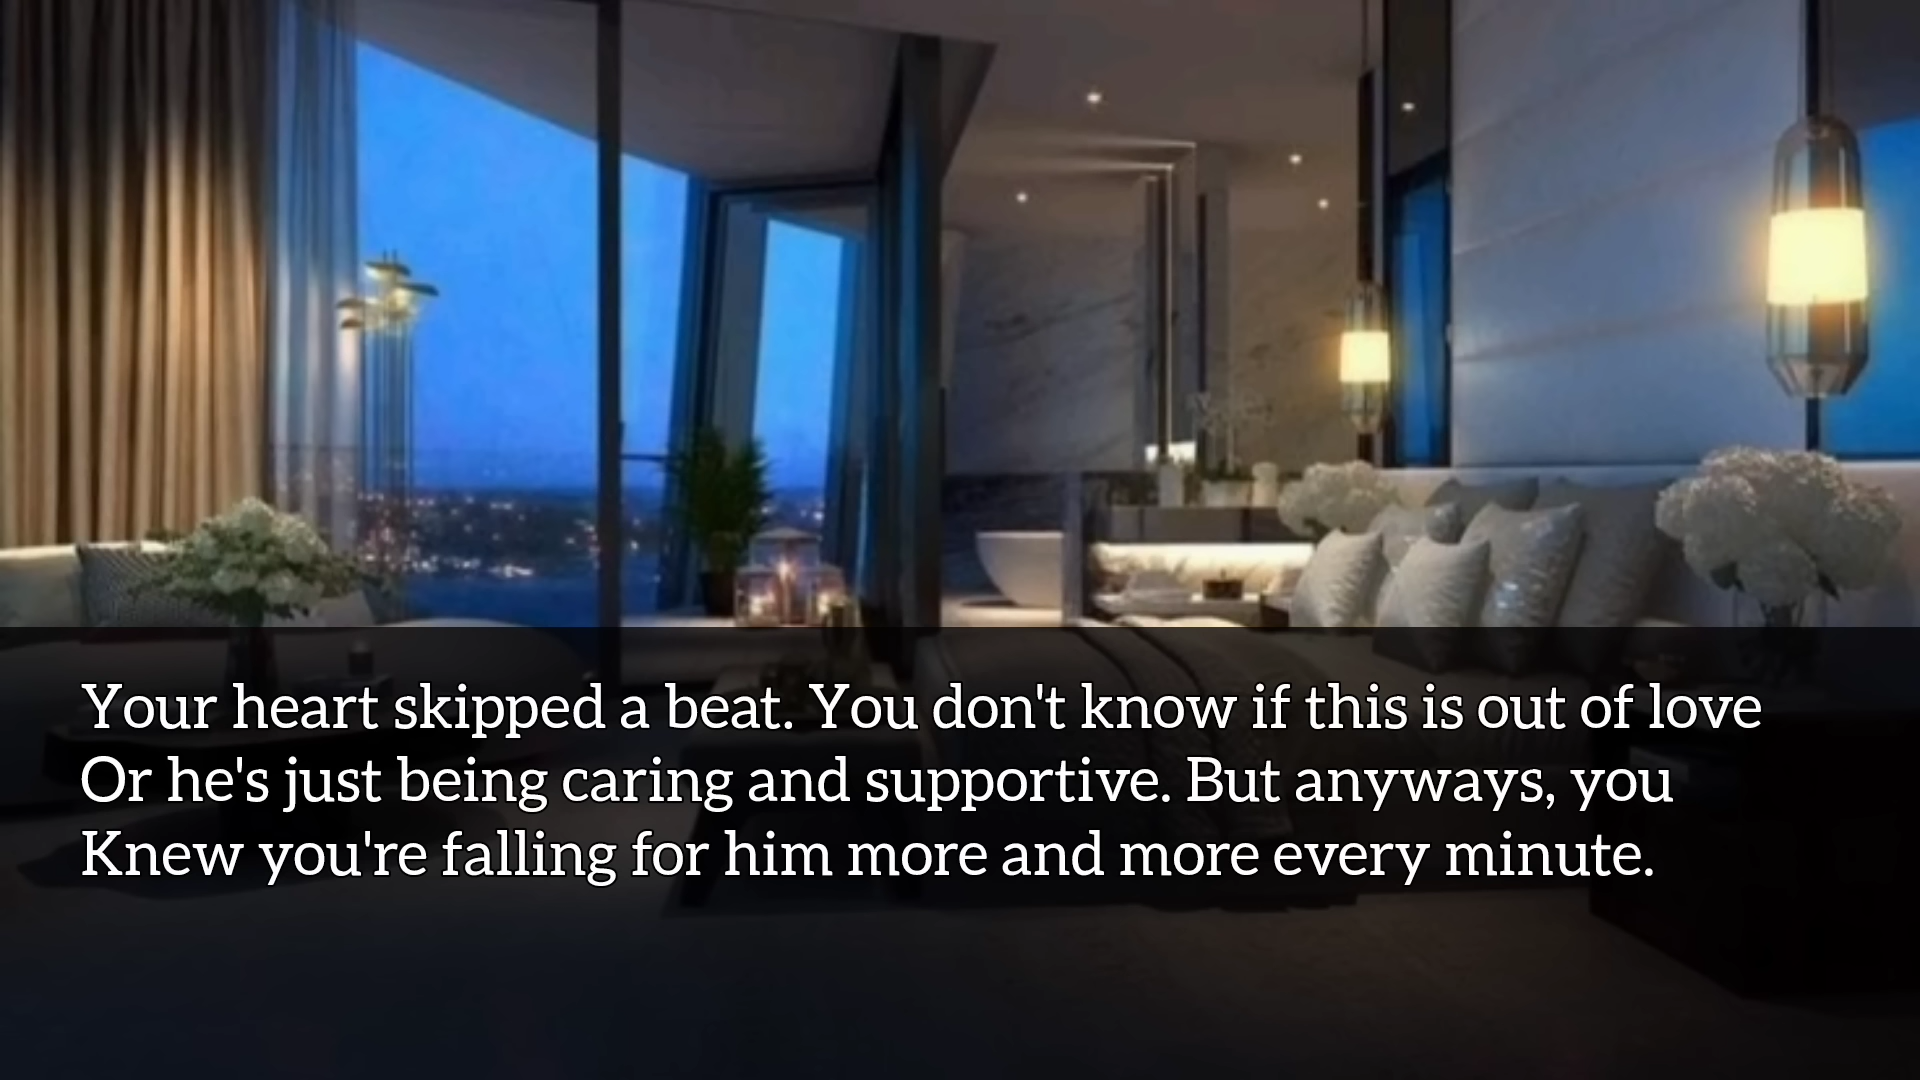 Your heart skipped a beat. You don't know if this is out of love
Or he's just being caring and supportive. But anyways, you
Knew you're falling for him more and more every minute.